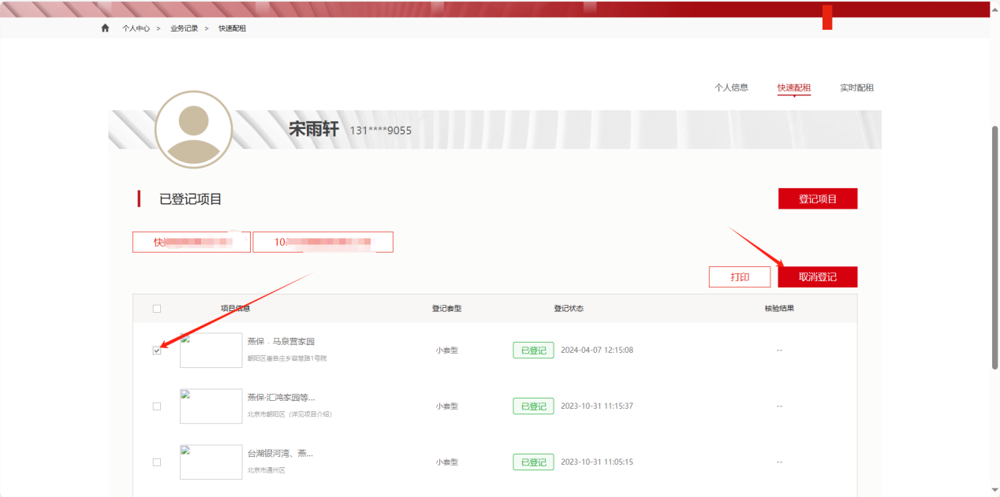 个人中心 > 业务记录 > 快速配租
个人信息 快速配租 实时配租
宋雨轩 131****9055
已登记项目 登记项目
快 10
打印 取消登记
项目信息 登记套型 登记状态 核验结果
燕保﹒马泉营家园
朝阳区崔各庄乡容慧路1号院
小套型 已登记 2024-04-07 12:15:08 --
燕保·汇鸿家园等...
北京市朝阳区（详见项目介绍）
小套型 已登记 2023-10-31 11:15:37 --
台湖银河湾、燕...
北京市通州区
小套型 已登记 2023-10-31 11:05:15 --